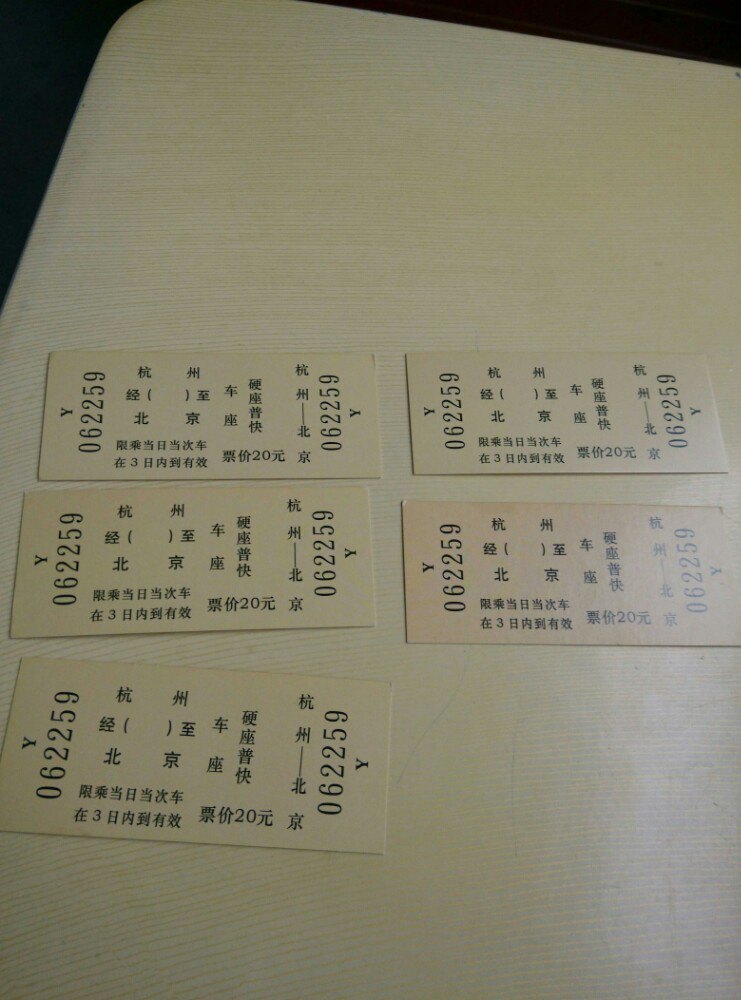 Y 062259
杭 州
经( )至 车
北 京 座
硬座普快
限乘当日当次车
在3日内到有效
票价20元
杭州—北京
062259 Y
Y 062259
杭 州
经( )至 车
北 京 座
硬座普快
限乘当日当次车
在3日内到有效
票价20元
杭州—北京
062259 Y
Y 062259
杭 州
经( )至 车
北 京 座
硬座普快
限乘当日当次车
在3日内到有效
票价20元
杭州—北京
062259 Y
Y 062259
杭 州
经( )至 车
北 京 座
硬座普快
限乘当日当次车
在3日内到有效
票价20元
杭州—北京
062259 Y
Y 062259
杭 州
经( )至 车
北 京 座
硬座普快
限乘当日当次车
在3日内到有效
票价20元
杭州—北京
062259 Y